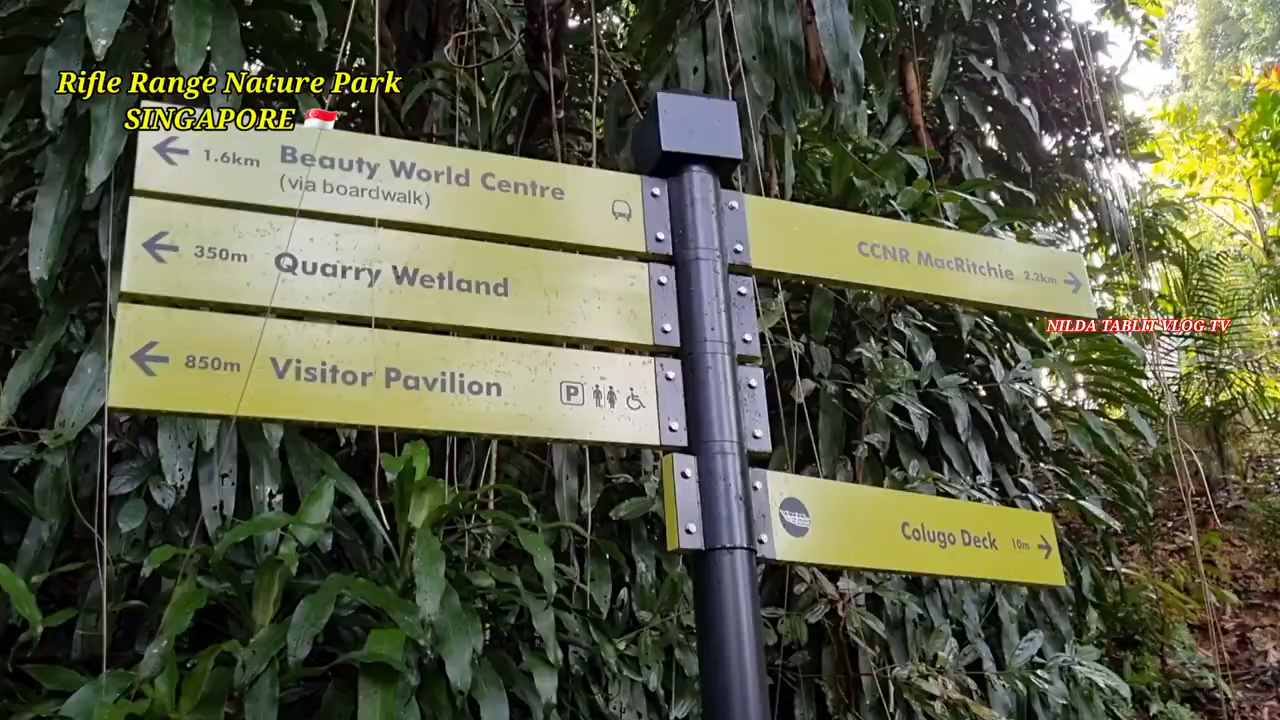 Rifle Range Nature Park
SINGAPORE
1.6km Beauty World Centre
(via boardwalk)
350m Quarry Wetland
850m Visitor Pavilion
P
CCNR MacRitchie 2.2km
NILDA TABLIT VLOG TV
Colugo Deck 10m